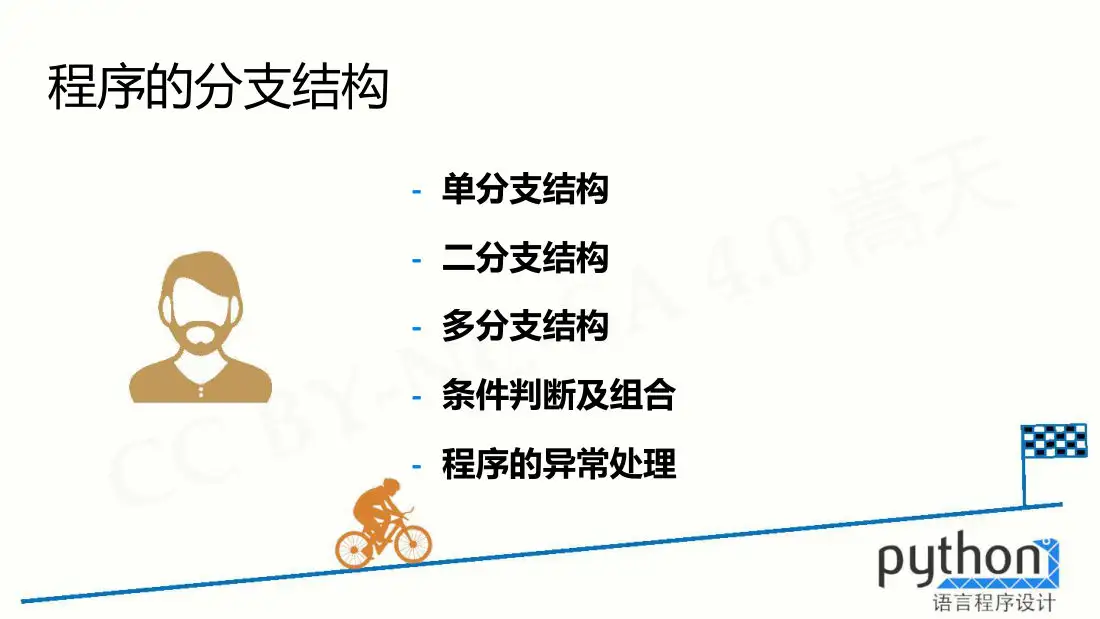 程序的分支结构
- 单分支结构
- 二分支结构
- 多分支结构
- 条件判断及组合
- 程序的异常处理
CC BY-NC-SA 4.0 嵩天
python
语言程序设计